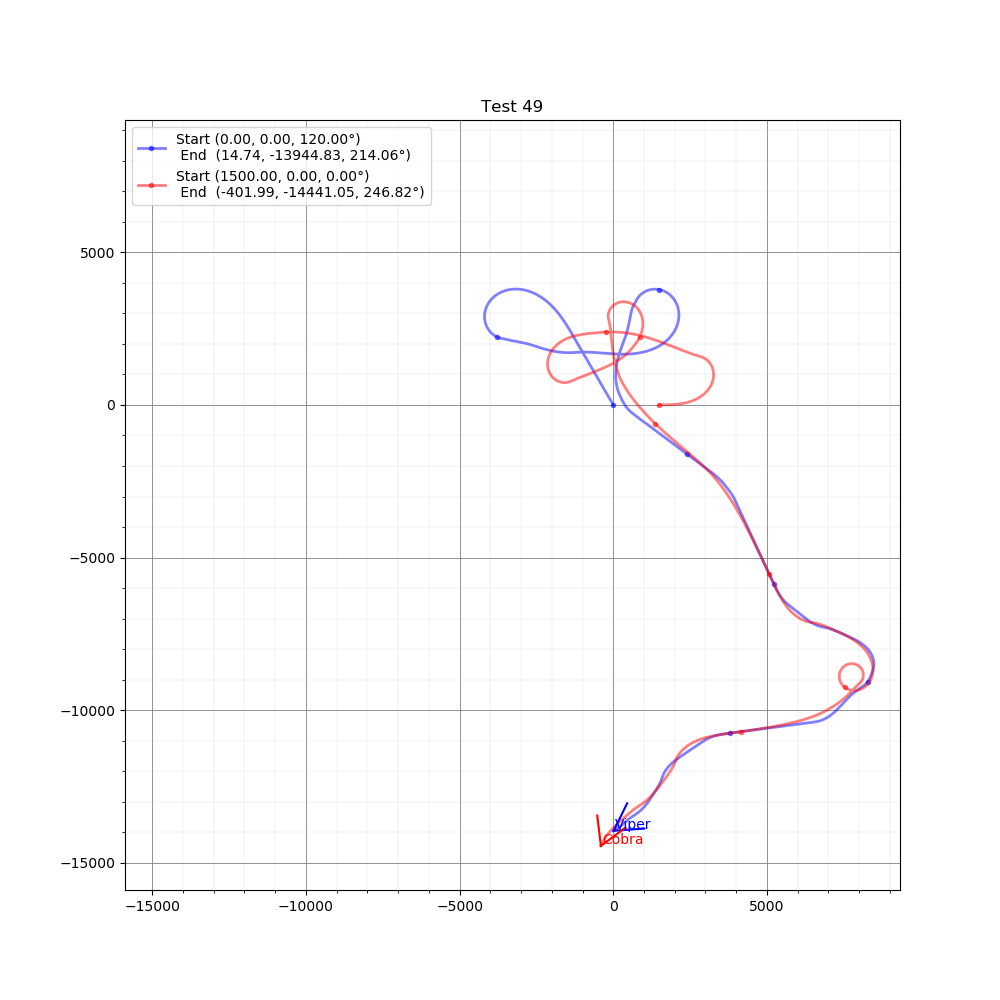 Test 49
Start (0.00, 0.00, 120.00°)
End  (14.74, -13944.83, 214.06°)
Start (1500.00, 0.00, 0.00°)
End  (-401.99, -14441.05, 246.82°)
5000
0
−5000
−10000
−15000
Viper
Cobra
−15000
−10000
−5000
0
5000